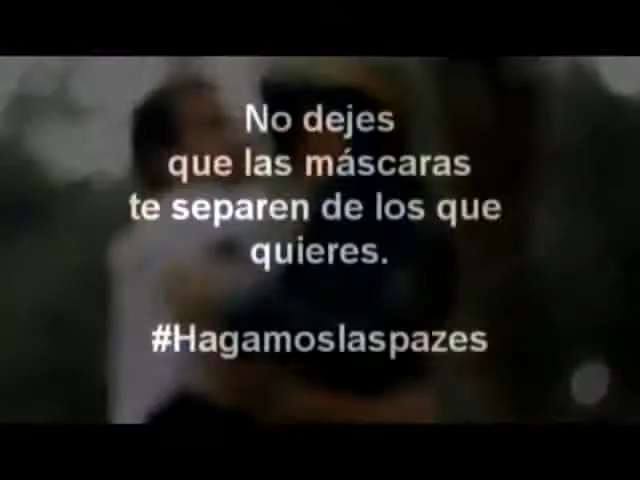 No dejes
que las máscaras
te separen de los que
quieres.
#Hagamoslaspazes